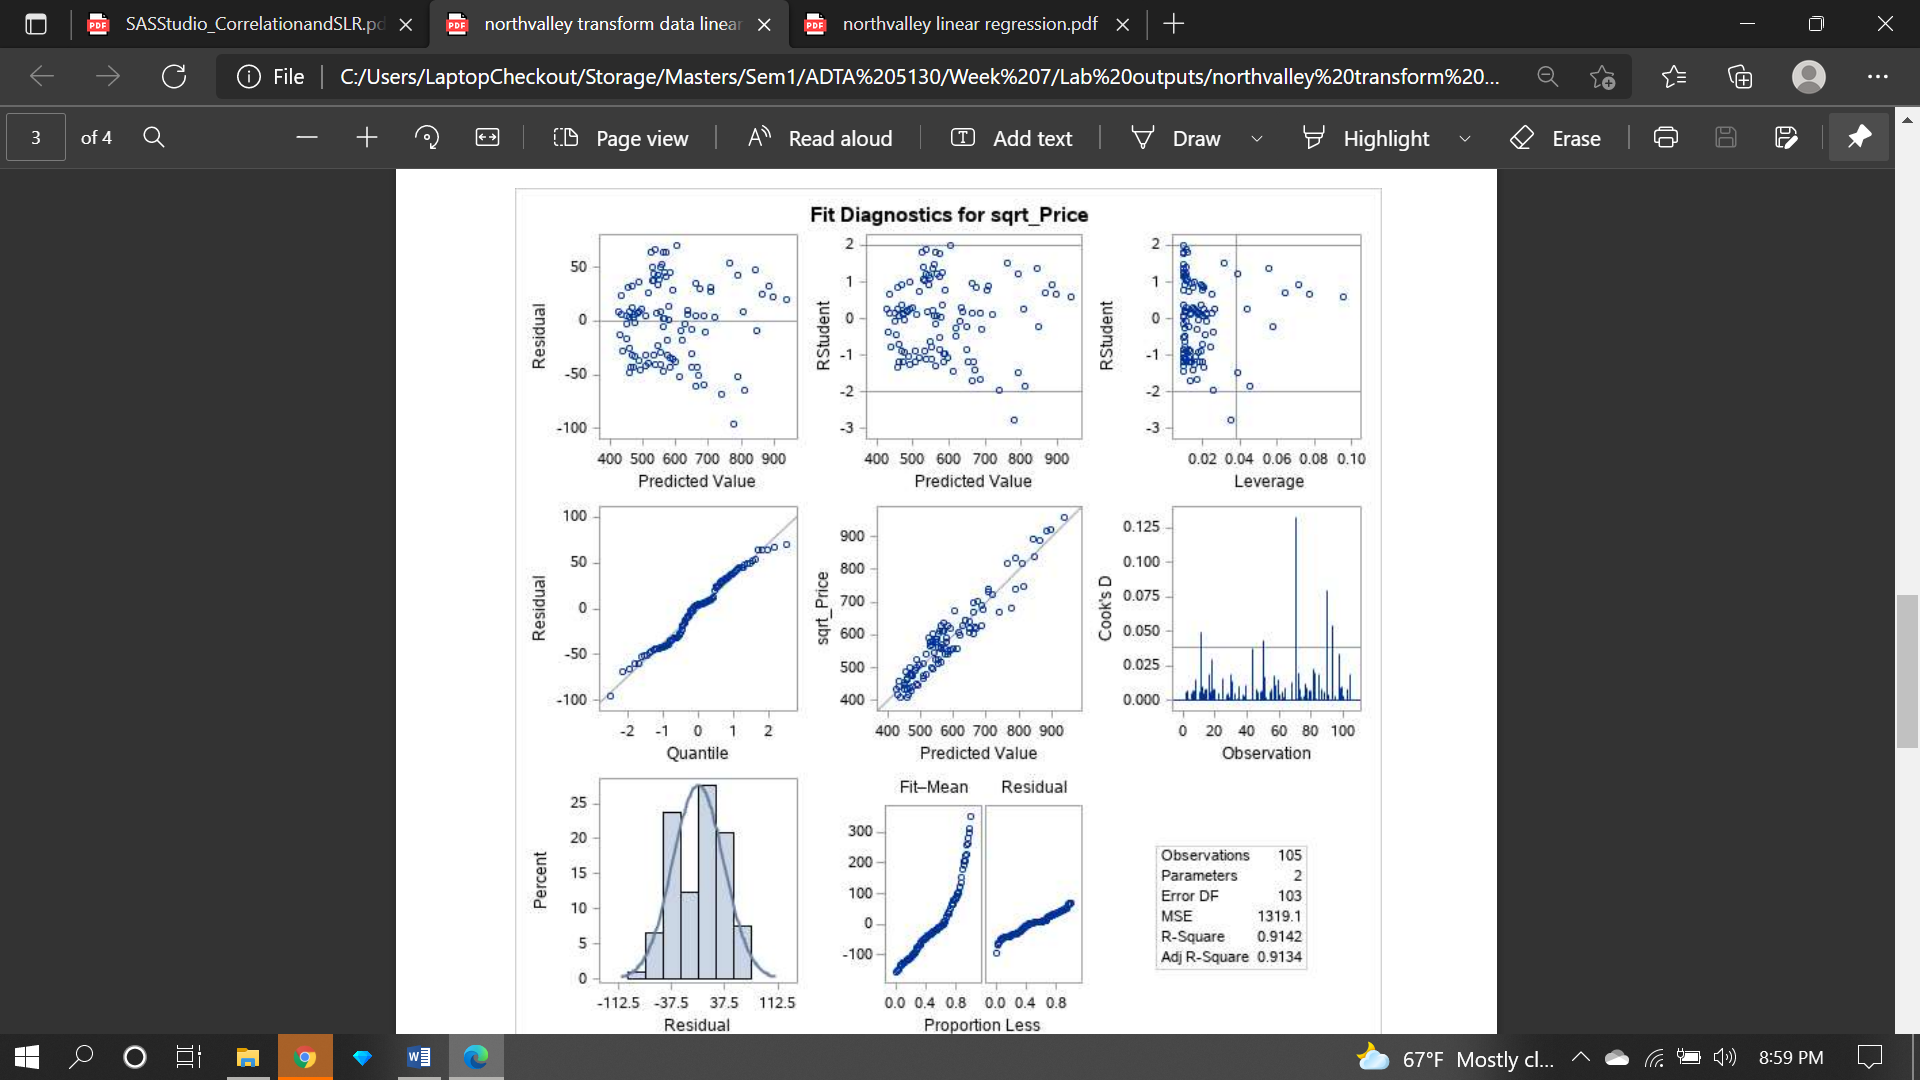 SASStudio_CorrelationandSLR.pd
northvalley transform data linear
northvalley linear regression.pdf
File
C:/Users/LaptopCheckout/Storage/Masters/Sem1/ADTA%205130/Week%207/Lab%20outputs/northvalley%20transform%20...
3 of 4
Page view
Read aloud
Add text
Draw
Highlight
Erase
Fit Diagnostics for sqrt_Price
Residual
50
0
-50
-100
400 500 600 700 800 900
Predicted Value
RStudent
2
1
0
-1
-2
-3
400 500 600 700 800 900
Predicted Value
RStudent
2
1
0
-1
-2
-3
0.02 0.04 0.06 0.08 0.10
Leverage
Residual
100
50
0
-50
-100
-2 -1 0 1 2
Quantile
sqrt_Price
900
800
700
600
500
400
400 500 600 700 800 900
Predicted Value
Cook's D
0.125
0.100
0.075
0.050
0.025
0.000
0 20 40 60 80 100
Observation
Percent
25
20
15
10
5
0
-112.5 -37.5 37.5 112.5
Residual
Fit–Mean Residual
300
200
100
0
-100
0.0 0.4 0.8 0.0 0.4 0.8
Proportion Less
Observations 105
Parameters 2
Error DF 103
MSE 1319.1
R-Square 0.9142
Adj R-Square 0.9134
67°F Mostly cl...
8:59 PM